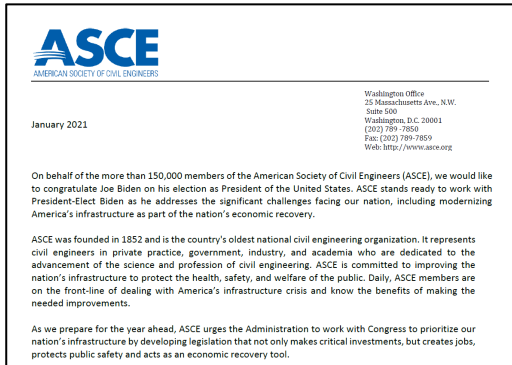 ASCE
AMERICAN SOCIETY OF CIVIL ENGINEERS
Washington Office
25 Massachusetts Ave., N.W.
Suite 500
Washington, D.C. 20001
(202) 789 -7850
Fax: (202) 789-7859
Web: http://www.asce.org
January 2021
On behalf of the more than 150,000 members of the American Society of Civil Engineers (ASCE), we would like
to congratulate Joe Biden on his election as President of the United States. ASCE stands ready to work with
President-Elect Biden as he addresses the significant challenges facing our nation, including modernizing
America's infrastructure as part of the nation's economic recovery.
ASCE was founded in 1852 and is the country's oldest national civil engineering organization. It represents
civil engineers in private practice, government, industry, and academia who are dedicated to the
advancement of the science and profession of civil engineering. ASCE is committed to improving the
nation's infrastructure to protect the health, safety, and welfare of the public. Daily, ASCE members are
on the front-line of dealing with America's infrastructure crisis and know the benefits of making the
needed improvements.
As we prepare for the year ahead, ASCE urges the Administration to work with Congress to prioritize our
nation's infrastructure by developing legislation that not only makes critical investments, but creates jobs,
protects public safety and acts as an economic recovery tool.